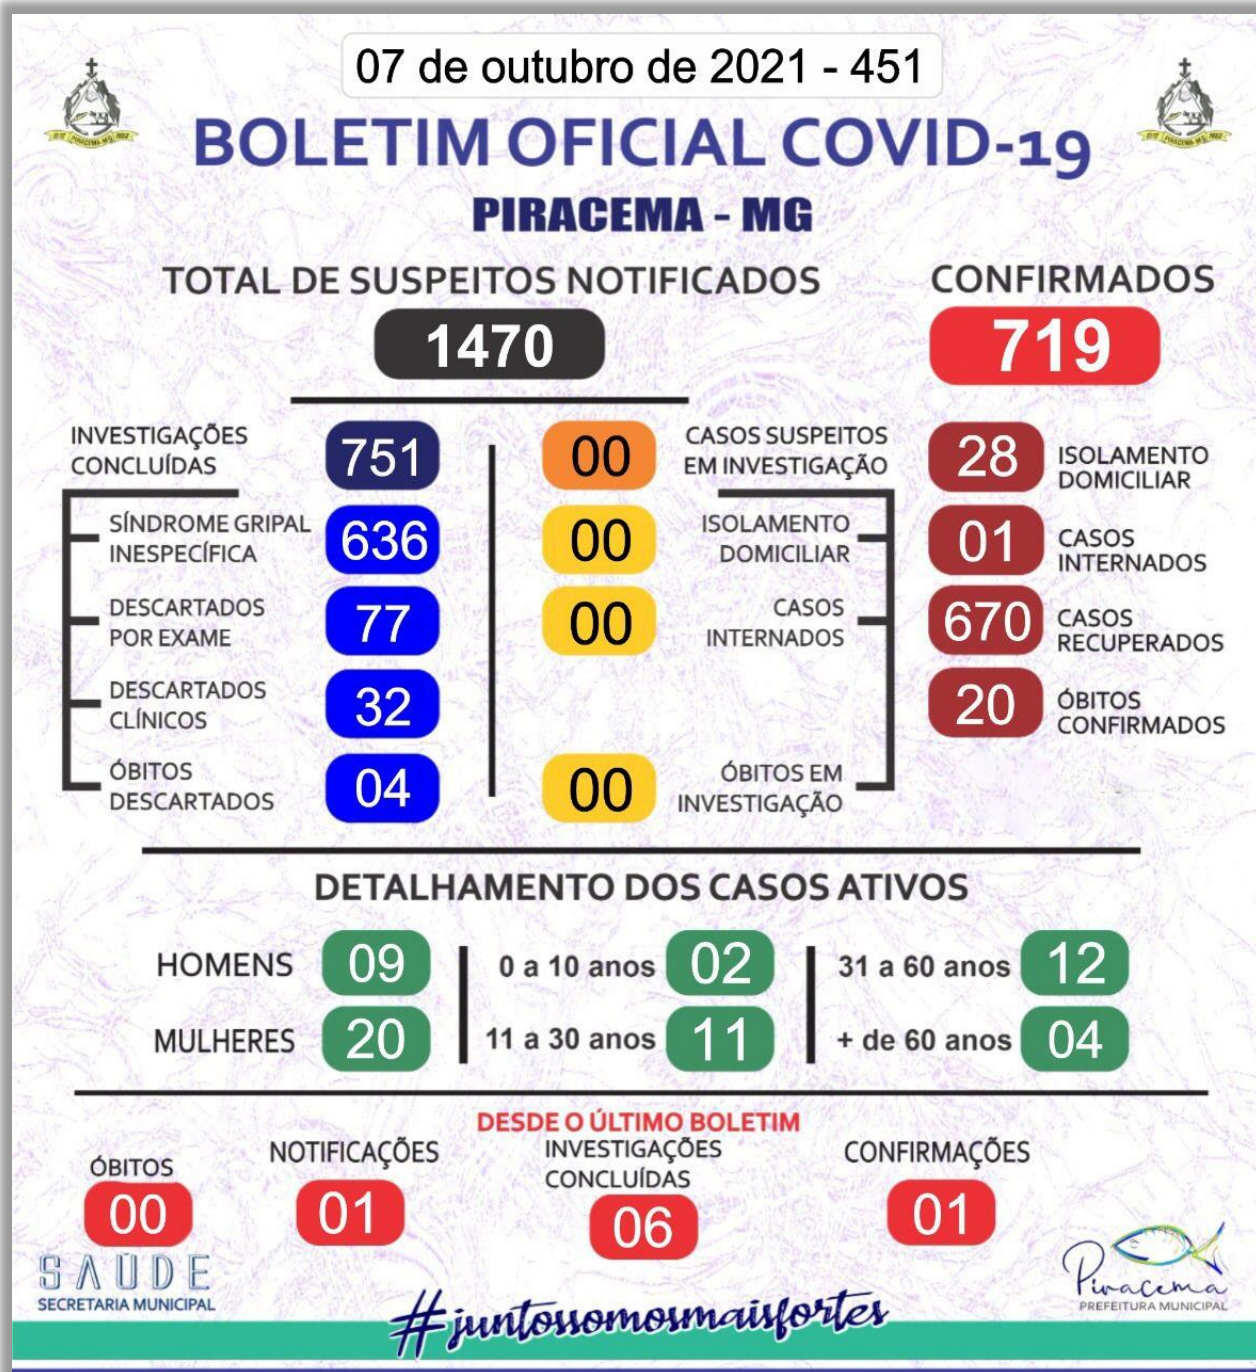 07 de outubro de 2021 - 451
BOLETIM OFICIAL COVID-19
PIRACEMA - MG
TOTAL DE SUSPEITOS NOTIFICADOS
1470
CONFIRMADOS
719
INVESTIGAÇÕES
CONCLUÍDAS
751
SÍNDROME GRIPAL
INESPECÍFICA
636
DESCARTADOS
POR EXAME
77
DESCARTADOS
CLÍNICOS
32
ÓBITOS
DESCARTADOS
04
00
CASOS SUSPEITOS
EM INVESTIGAÇÃO
00
ISOLAMENTO
DOMICILIAR
00
CASOS
INTERNADOS
00
ÓBITOS EM
INVESTIGAÇÃO
28
ISOLAMENTO
DOMICILIAR
01
CASOS
INTERNADOS
670
CASOS
RECUPERADOS
20
ÓBITOS
CONFIRMADOS
DETALHAMENTO DOS CASOS ATIVOS
HOMENS 09
MULHERES 20
0 a 10 anos 02
11 a 30 anos 11
31 a 60 anos 12
+ de 60 anos 04
DESDE O ÚLTIMO BOLETIM
ÓBITOS
00
NOTIFICAÇÕES
01
INVESTIGAÇÕES
CONCLUÍDAS
06
CONFIRMAÇÕES
01
SAÚDE
SECRETARIA MUNICIPAL
#juntossomosmaisfortes
Piracema
PREFEITURA MUNICIPAL